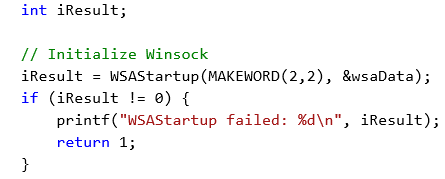 int iResult;

// Initialize Winsock
iResult = WSAStartup(MAKEWORD(2,2), &wsaData);
if (iResult != 0) {
    printf("WSAStartup failed: %d\n", iResult);
    return 1;
}